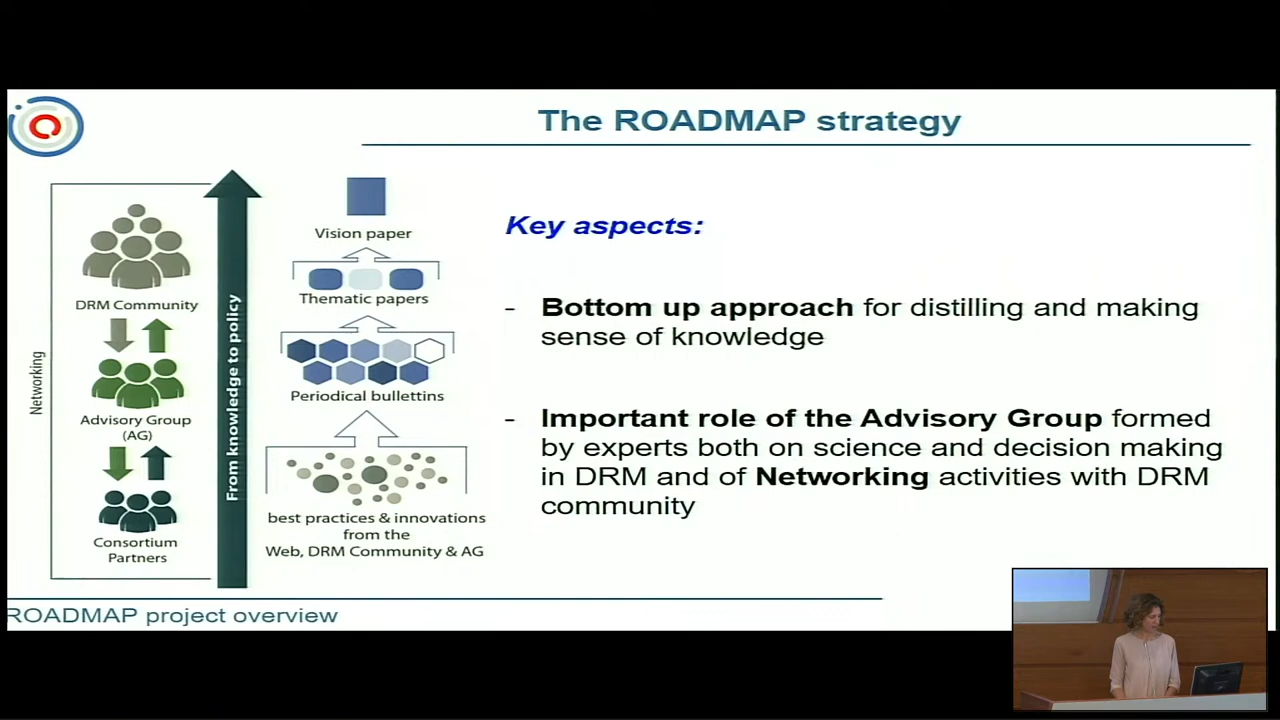 The ROADMAP strategy
Networking
DRM Community
Advisory Group
(AG)
Consortium
Partners
From knowledge to policy
Vision paper
Thematic papers
Periodical bullettins
best practices & innovations
from the
Web, DRM Community & AG
Key aspects:
- Bottom up approach for distilling and making
sense of knowledge
- Important role of the Advisory Group formed
by experts both on science and decision making
in DRM and of Networking activities with DRM
community
ROADMAP project overview